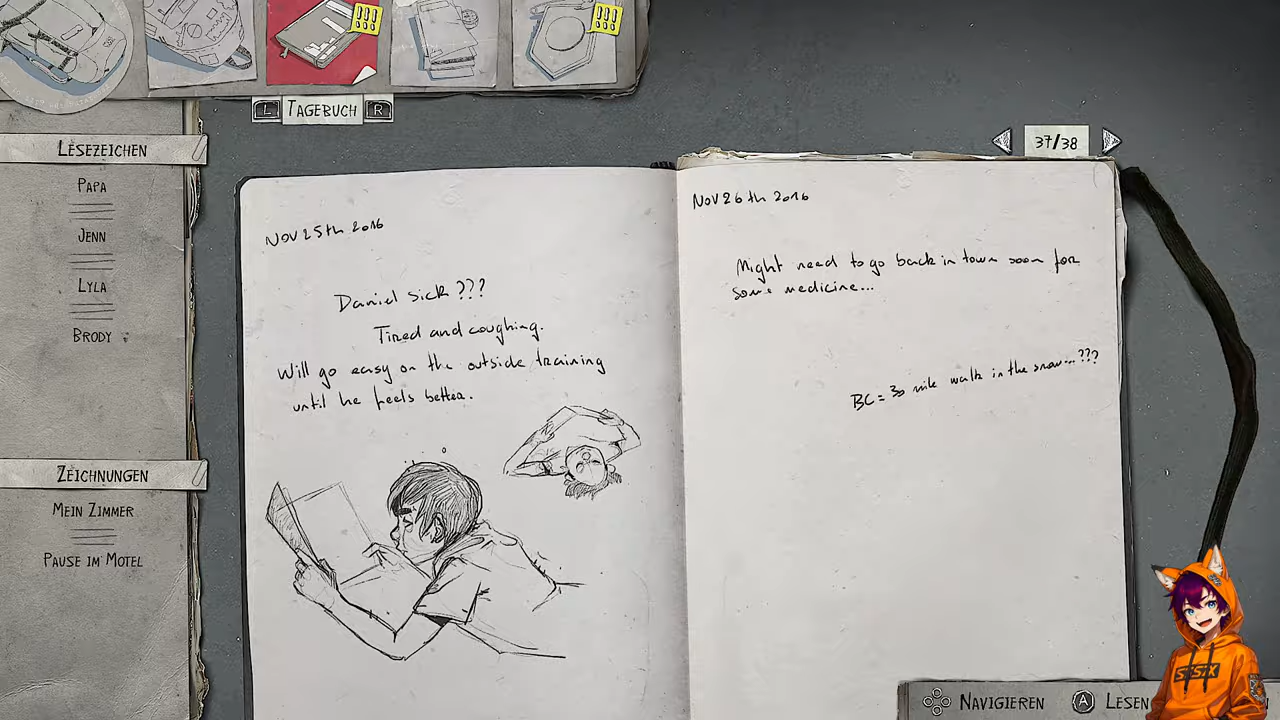 L TAGEBUCH R
LESEZEICHEN
PAPA
JENN
LYLA
BRODY
ZEICHNUNGEN
MEIN ZIMMER
PAUSE IM MOTEL
37/38
NOV 25th 2016
Daniel sick???
Tired and coughing.
Will go easy on the outside training
until he feels better.
NOV 26th 2016
Might need to go back in town soon for
some medicine...
BC = 30 mile walk in the snow...???
NAVIGIEREN
A LESEN